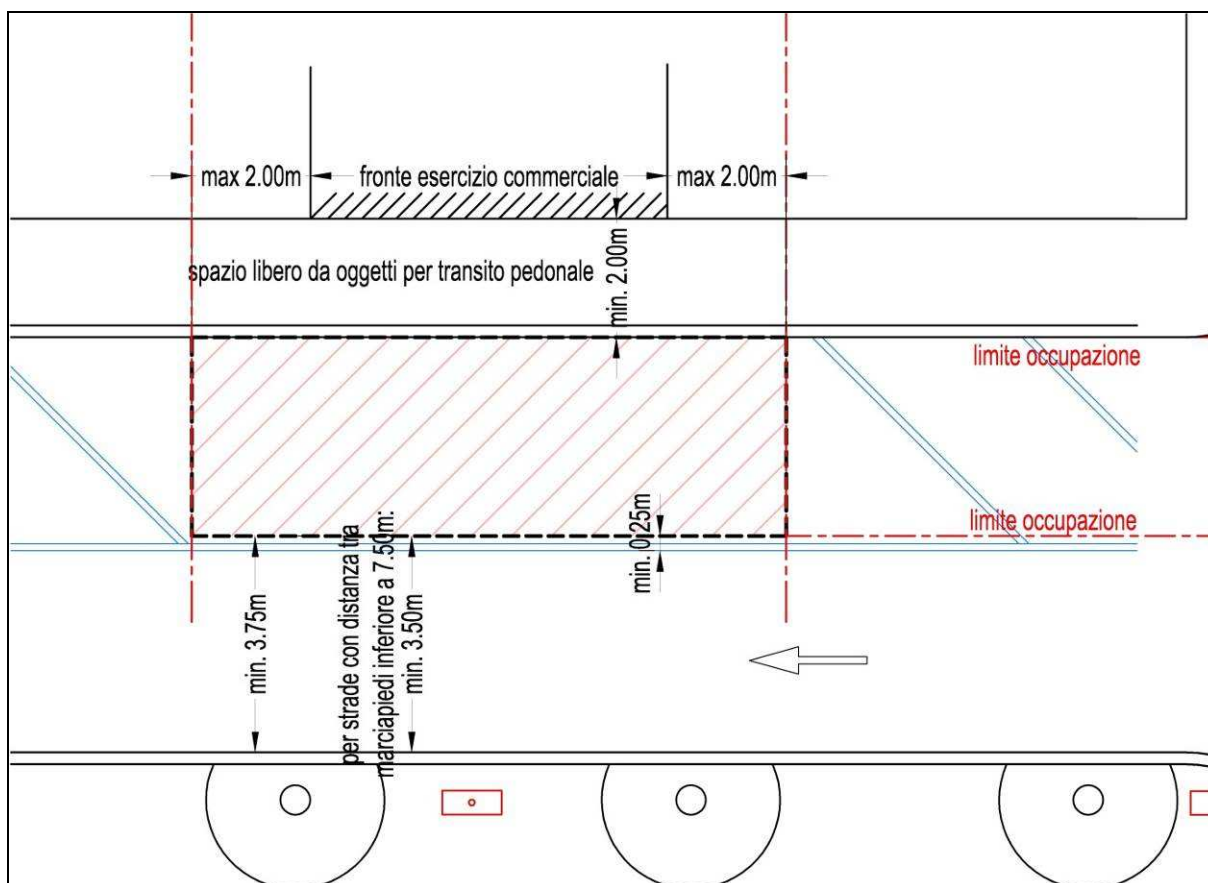 max 2.00m
fronte esercizio commerciale
max 2.00m
spazio libero da oggetti per transito pedonale
min. 2.00m
limite occupazione
limite occupazione
min. 0.25m
min. 3.75m
per strade con distanza tra
marciapiedi inferiore a 7.50m:
min. 3.50m